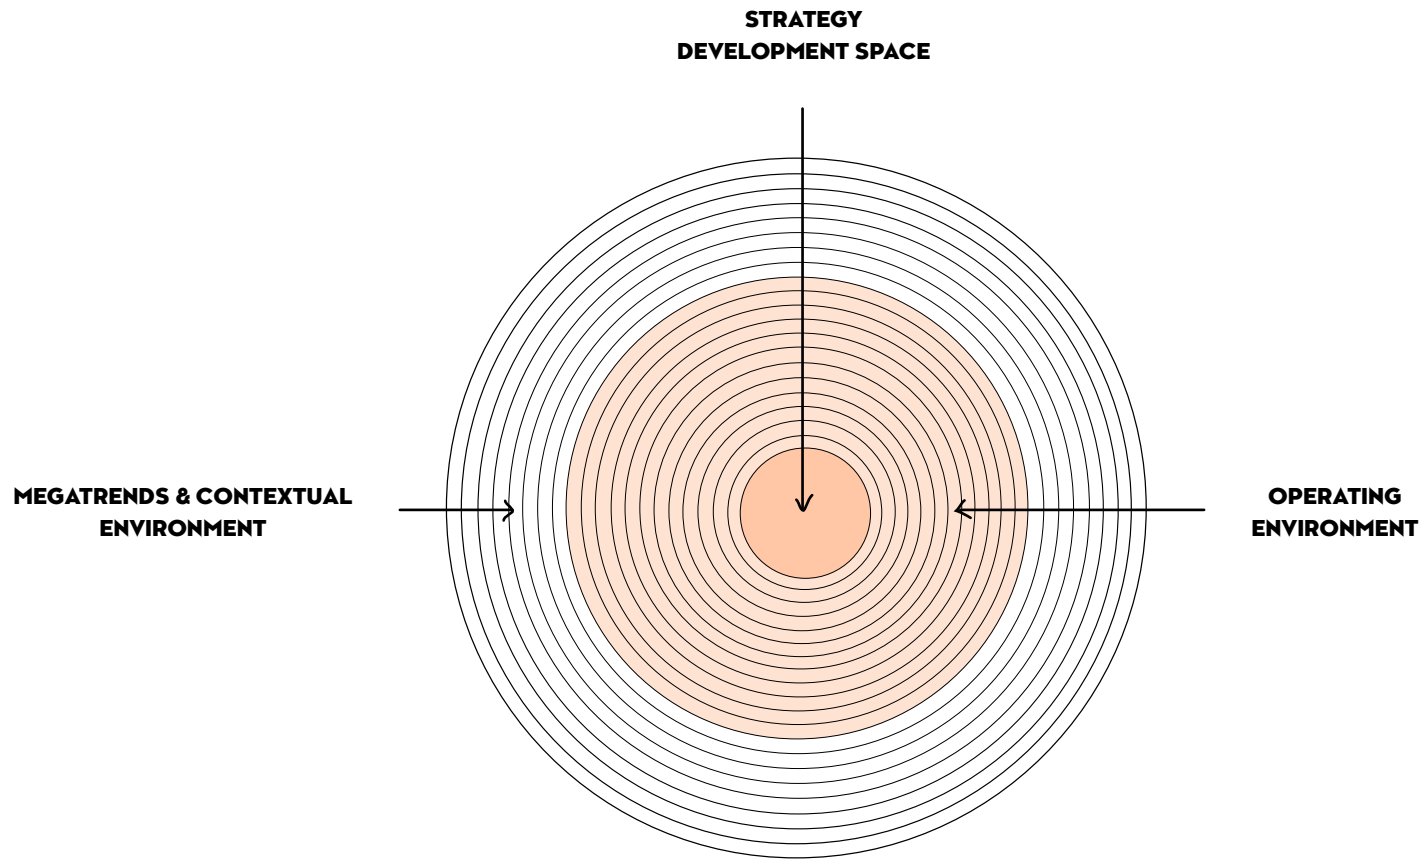 STRATEGY
DEVELOPMENT SPACE
MEGATRENDS & CONTEXTUAL
ENVIRONMENT
OPERATING
ENVIRONMENT